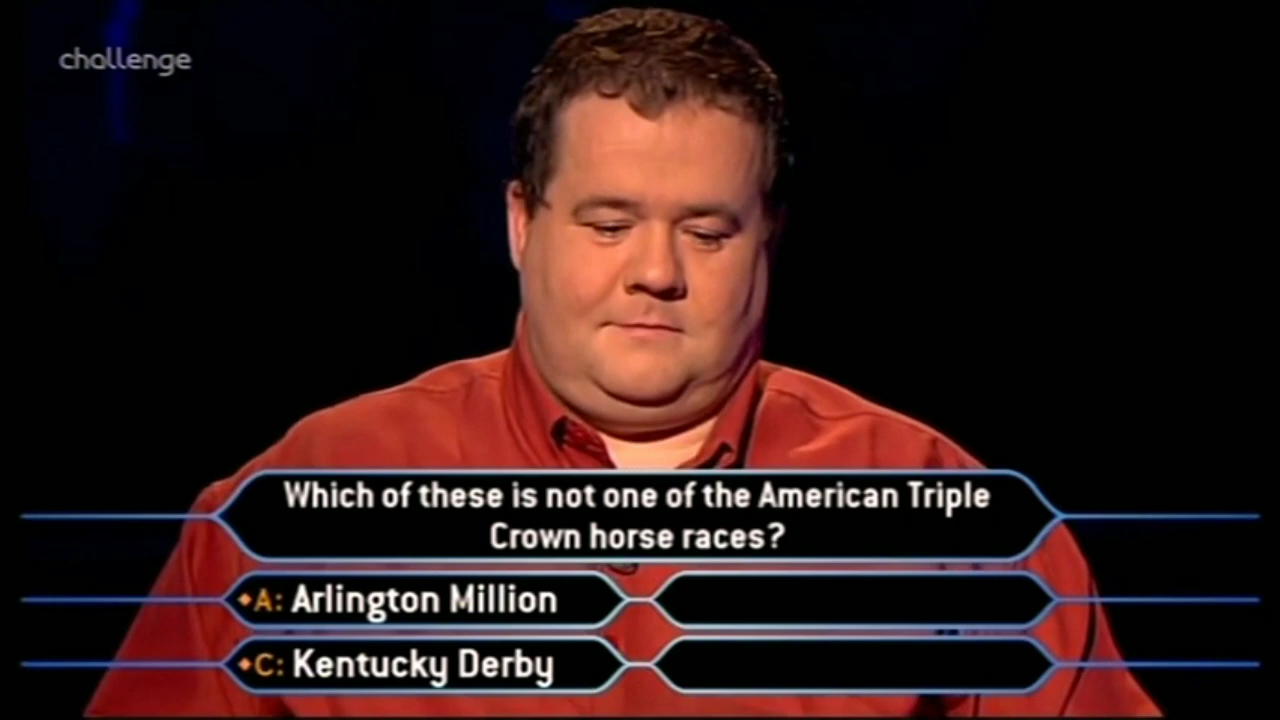 challenge
Which of these is not one of the American Triple
Crown horse races?
A: Arlington Million
C: Kentucky Derby